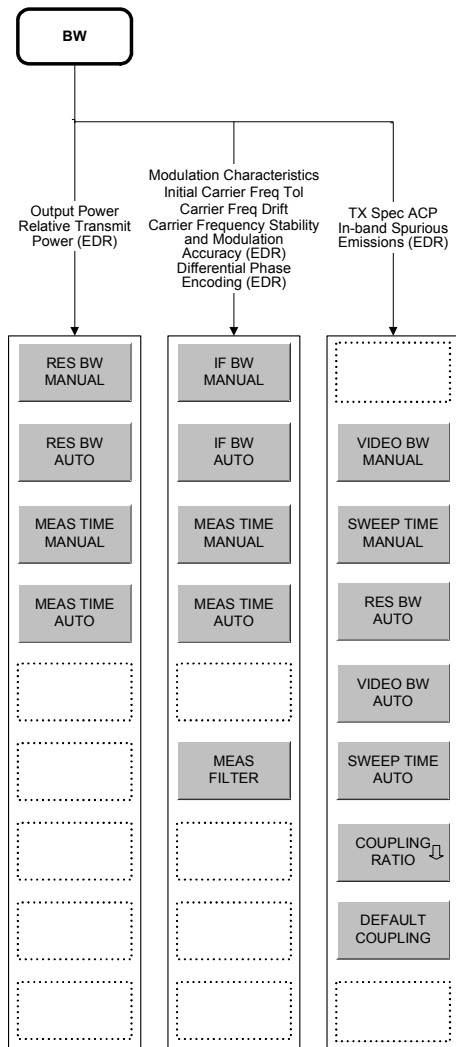 BW
Output Power
Relative Transmit
Power (EDR)
Modulation Characteristics
Initial Carrier Freq Tol
Carrier Freq Drift
Carrier Frequency Stability
and Modulation
Accuracy (EDR)
Differential Phase
Encoding (EDR)
TX Spec ACP
In-band Spurious
Emissions (EDR)
RES BW
MANUAL
RES BW
AUTO
MEAS TIME
MANUAL
MEAS TIME
AUTO
IF BW
MANUAL
IF BW
AUTO
MEAS TIME
MANUAL
MEAS TIME
AUTO
MEAS
FILTER
VIDEO BW
MANUAL
SWEEP TIME
MANUAL
RES BW
AUTO
VIDEO BW
AUTO
SWEEP TIME
AUTO
COUPLING
RATIO
DEFAULT
COUPLING